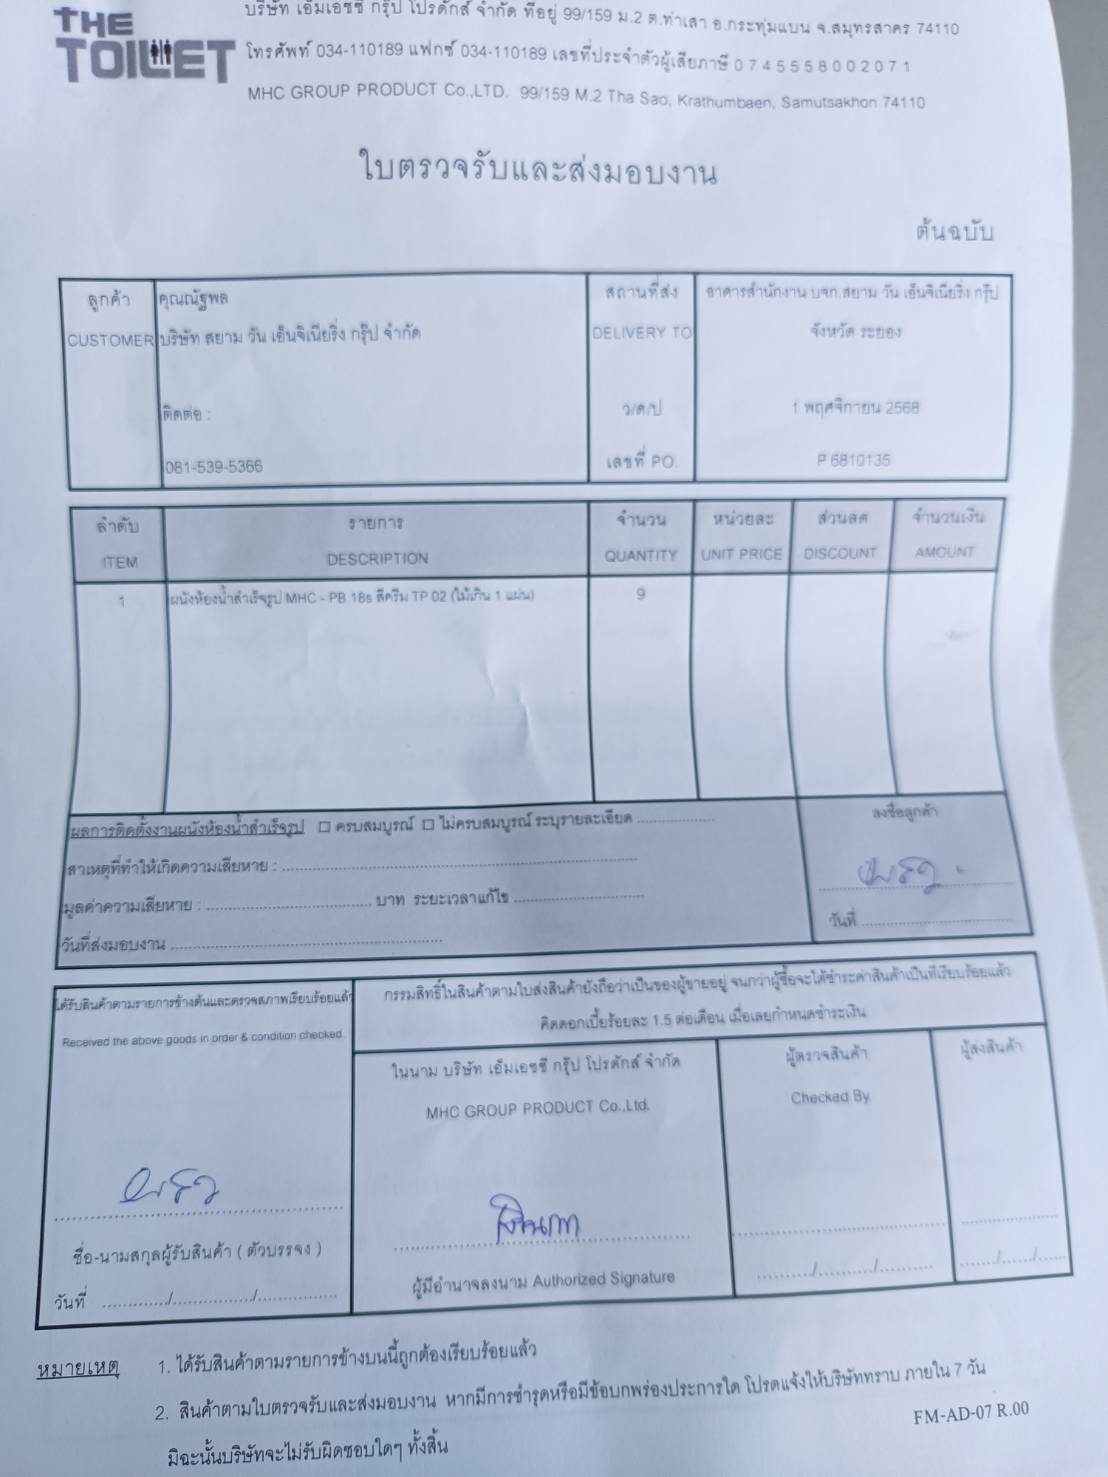 THE
TOILET
บริษัท เอ็มเอชซี กรุ๊ป โปรดักส์ จำกัด ที่อยู่ 99/159 ม.2 ต.ท่าเสา อ.กระทุ่มแบน จ.สมุทรสาคร 74110
โทรศัพท์ 034-110189 แฟกซ์ 034-110189 เลขที่ประจำตัวผู้เสียภาษี 0 7 4 5 5 5 8 0 0 2 0 7 1
MHC GROUP PRODUCT Co.,LTD. 99/159 M.2 Tha Sao, Krathumbaen, Samutsakhon 74110
ใบตรวจรับและส่งมอบงาน
ต้นฉบับ
ลูกค้า คุณณัฐพล สถานที่ส่ง อาคารสำนักงาน บจก.สยาม วัน เอ็นจิเนียริ่ง กรุ๊ป
CUSTOMER บริษัท สยาม วัน เอ็นจิเนียริ่ง กรุ๊ป จำกัด DELIVERY TO จังหวัด ระยอง
ติดต่อ : ว/ด/ป 1 พฤศจิกายน 2568
081-539-5366 เลขที่ PO. P 6810135
ลำดับ รายการ จำนวน หน่วยละ ส่วนลด จำนวนเงิน
ITEM DESCRIPTION QUANTITY UNIT PRICE DISCOUNT AMOUNT
1 ผนังห้องน้ำสำเร็จรูป MHC - PB 18s สีครีม TP 02 (ไม้เกิน 1 แผ่น) 9
ผลการติดตั้งงานผนังห้องน้ำสำเร็จรูป ☐ ครบสมบูรณ์ ☐ ไม่ครบสมบูรณ์ ระบุรายละเอียด ..................
ลงชื่อลูกค้า
สาเหตุที่ทำให้เกิดความเสียหาย : ..................
มูลค่าความเสียหาย : .................. บาท ระยะเวลาแก้ไข ..................
วันที่ ..................
วันที่ส่งมอบงาน ..................
ได้รับสินค้าตามรายการข้างต้นและตรวจสภาพเรียบร้อยแล้ว
Received the above goods in order & condition checked.
กรรมสิทธิ์ในสินค้าตามใบส่งสินค้ายังถือว่าเป็นของผู้ขายอยู่ จนกว่าผู้ซื้อจะได้ชำระค่าสินค้าเป็นที่เรียบร้อยแล้ว
คิดดอกเบี้ยร้อยละ 1.5 ต่อเดือน เมื่อเลยกำหนดชำระเงิน
ในนาม บริษัท เอ็มเอชซี กรุ๊ป โปรดักส์ จำกัด ผู้ตรวจสินค้า ผู้ส่งสินค้า
MHC GROUP PRODUCT Co.,Ltd. Checked By
ชื่อ-นามสกุลผู้รับสินค้า ( ตัวบรรจง )
ผู้มีอำนาจลงนาม Authorized Signature ........../........../.......... ......./......./.......
วันที่ ............./................/................
หมายเหตุ 1. ได้รับสินค้าตามรายการข้างบนนี้ถูกต้องเรียบร้อยแล้ว
2. สินค้าตามใบตรวจรับและส่งมอบงาน หากมีการชำรุดหรือมีข้อบกพร่องประการใด โปรดแจ้งให้บริษัททราบ ภายใน 7 วัน
มิฉะนั้นบริษัทจะไม่รับผิดชอบใดๆ ทั้งสิ้น
FM-AD-07 R.00